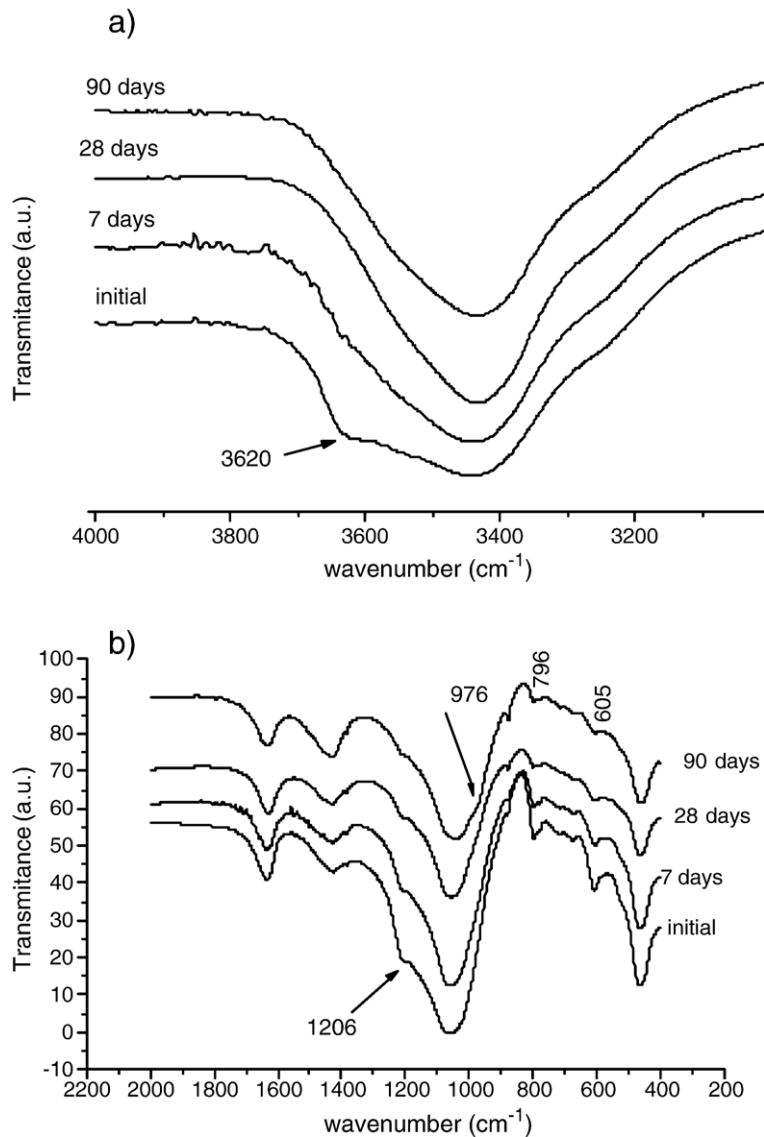 a)
90 days
28 days
7 days
initial
3620
Transmitance (a.u.)
4000 3800 3600 3400 3200
wavenumber (cm⁻¹)
b)
100
90
80
70
60
50
40
30
20
10
0
-10
Transmitance (a.u.)
976
796
605
90 days
28 days
7 days
initial
1206
2200 2000 1800 1600 1400 1200 1000 800 600 400 200
wavenumber (cm⁻¹)